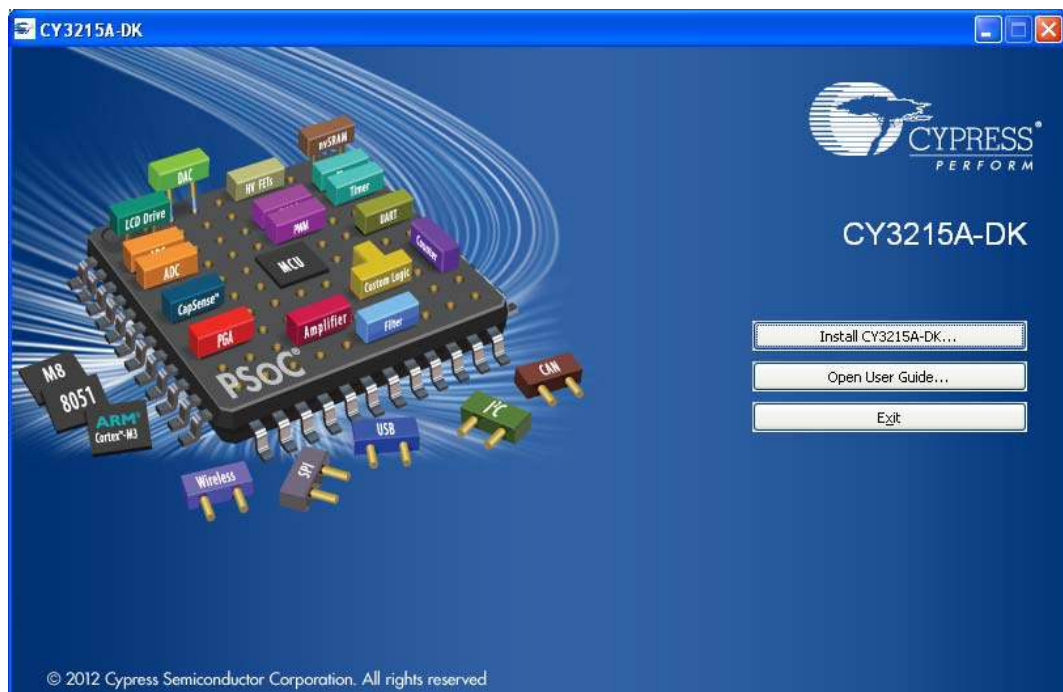 CY3215A-DK
CYPRESS®
PERFORM
CY3215A-DK
Install CY3215A-DK...
Open User Guide...
Exit
nvSRAM
DAC
HV FETs
Timer
LCD Drive
PWM
UART
Counter
ADC
MCU
Custom Logic
CapSense™
PGA
Amplifier
Filter
PSOC®
M8
8051
ARM®
Cortex™-M3
CAN
I²C
USB
SPI
Wireless
© 2012 Cypress Semiconductor Corporation. All rights reserved